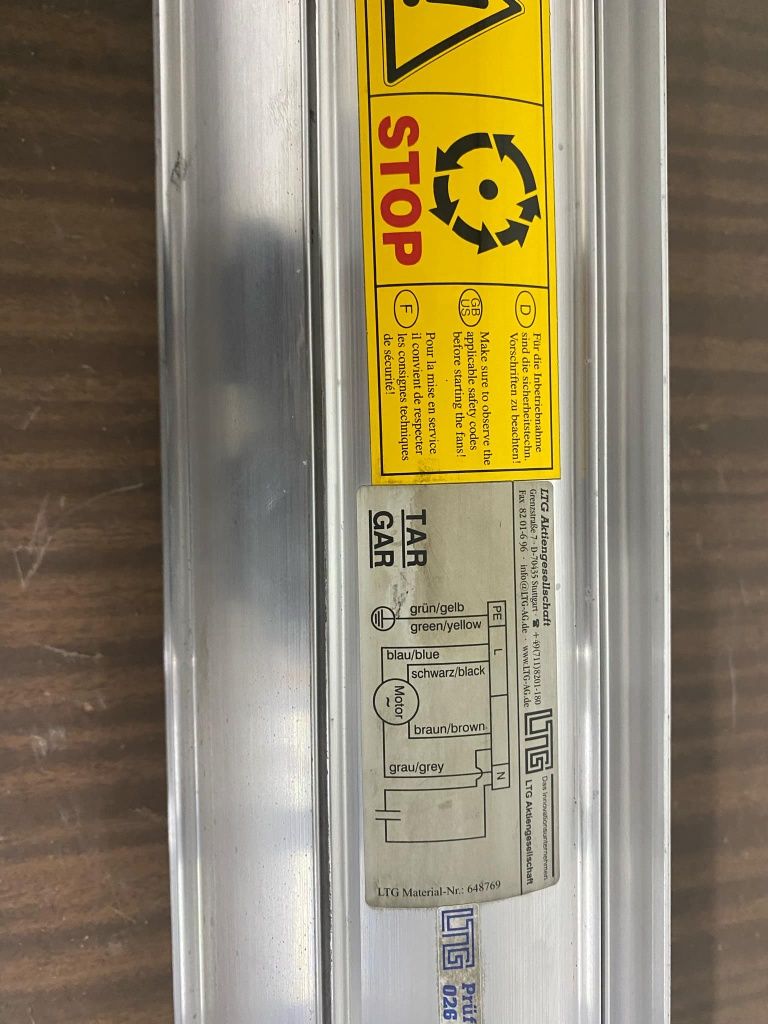 STOP
D
Für die Inbetriebnahme
sind die sicherheitstechn.
Vorschriften zu beachten!
GB
US
Make sure to observe the
applicable safety codes
before starting the fans!
F
Pour la mise en service
il convient de respecter
les consignes techniques
de sécurité!
LTG Aktiengesellschaft
Grenzstraße 7 · D-70435 Stuttgart · ☎ +49(711)8201-180
Fax 82 01-6 96 · info@LTG-AG.de · www.LTG-AG.de
LTG
Das Innovationsunternehmen
LTG Aktiengesellschaft
TAR
GAR
PE
L
N
grün/gelb
green/yellow
blau/blue
schwarz/black
Motor
~
braun/brown
grau/grey
LTG Material-Nr.: 648769
LTG
Prüf
026